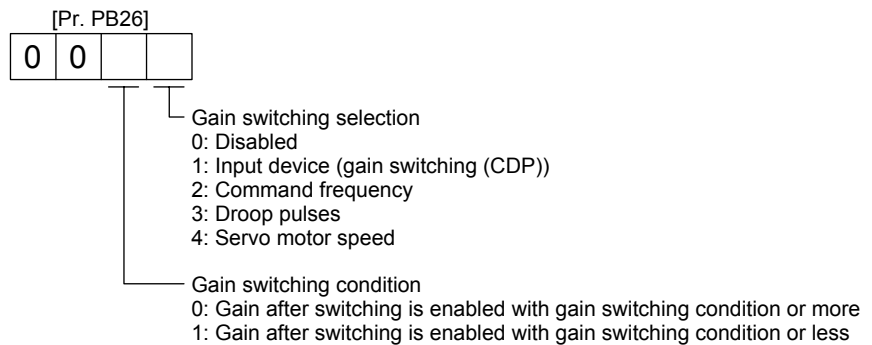 [Pr. PB26]
0 0
Gain switching selection
0: Disabled
1: Input device (gain switching (CDP))
2: Command frequency
3: Droop pulses
4: Servo motor speed
Gain switching condition
0: Gain after switching is enabled with gain switching condition or more
1: Gain after switching is enabled with gain switching condition or less